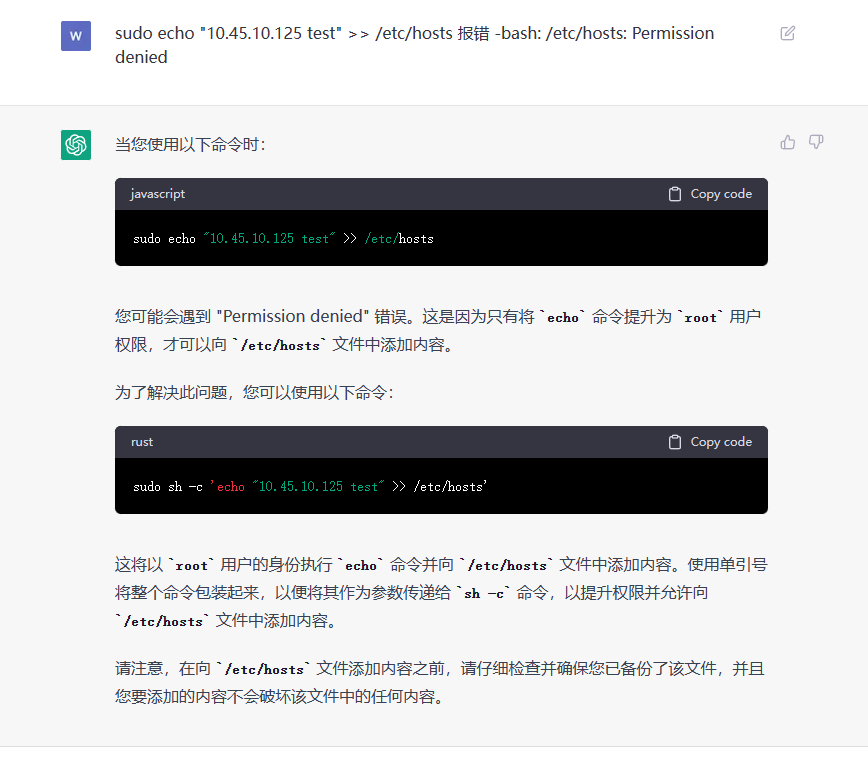 W
sudo echo "10.45.10.125 test" >> /etc/hosts 报错 -bash: /etc/hosts: Permission
denied
当您使用以下命令时：
javascript
Copy code
sudo echo "10.45.10.125 test" >> /etc/hosts
您可能会遇到 "Permission denied" 错误。这是因为只有将 `echo` 命令提升为 `root` 用户
权限，才可以向 `/etc/hosts` 文件中添加内容。
为了解决此问题，您可以使用以下命令：
rust
Copy code
sudo sh -c 'echo "10.45.10.125 test" >> /etc/hosts'
这将以 `root` 用户的身份执行 `echo` 命令并向 `/etc/hosts` 文件中添加内容。使用单引号
将整个命令包装起来，以便将其作为参数传递给 `sh -c` 命令，以提升权限并允许向
`/etc/hosts` 文件中添加内容。
请注意，在向 `/etc/hosts` 文件添加内容之前，请仔细检查并确保您已备份了该文件，并且
您要添加的内容不会破坏该文件中的任何内容。